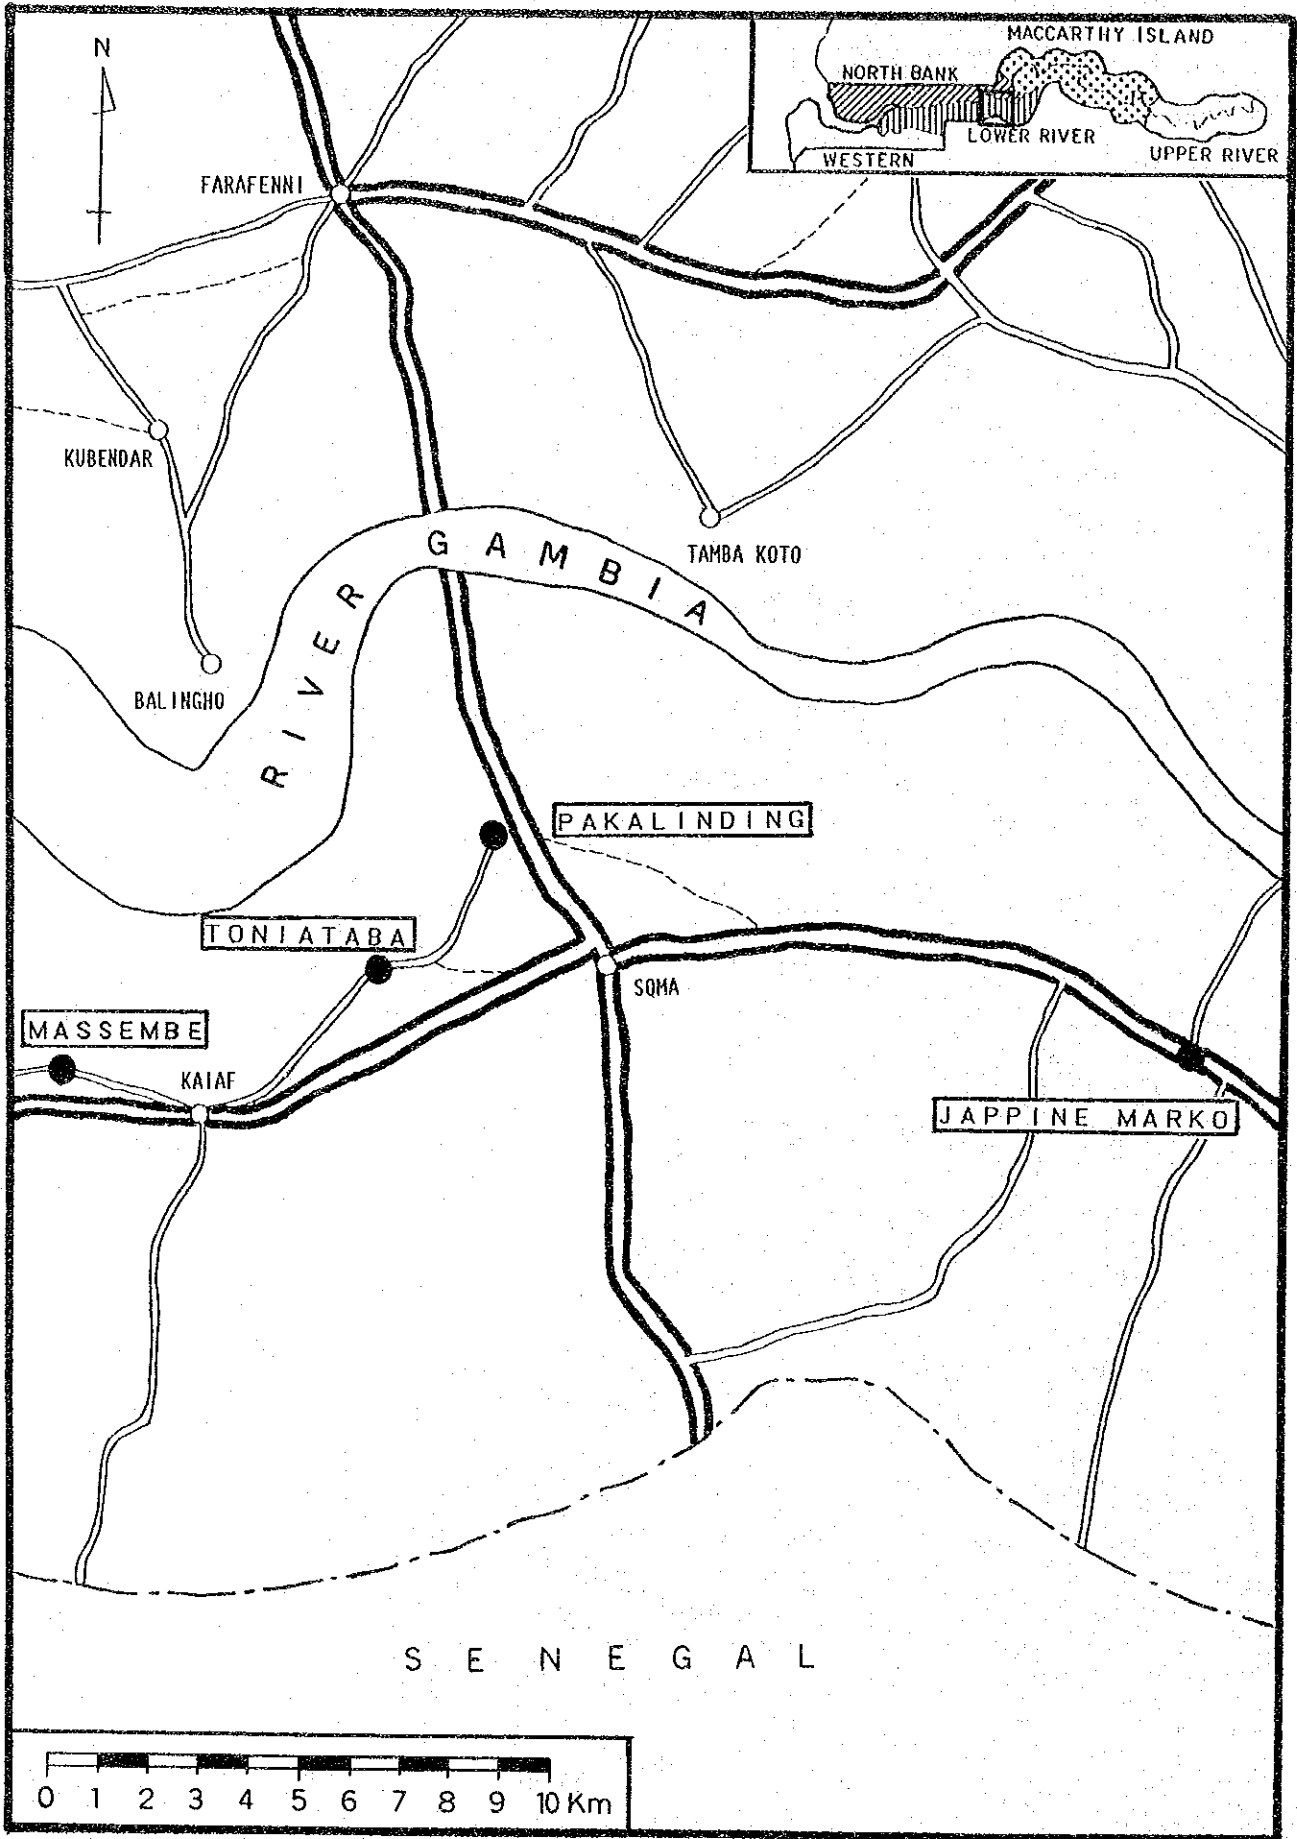 N
MACCARTHY ISLAND
NORTH BANK
LOWER RIVER
WESTERN
UPPER RIVER
FARAFENNI
KUBENDAR
TAMBA KOTO
RIVER GAMBIA
BALINGHO
PAKALINDING
TONIATABA
SOMA
MASSEMBE
KAIAF
JAPPINE MARKO
SENEGAL
0 1 2 3 4 5 6 7 8 9 10 Km